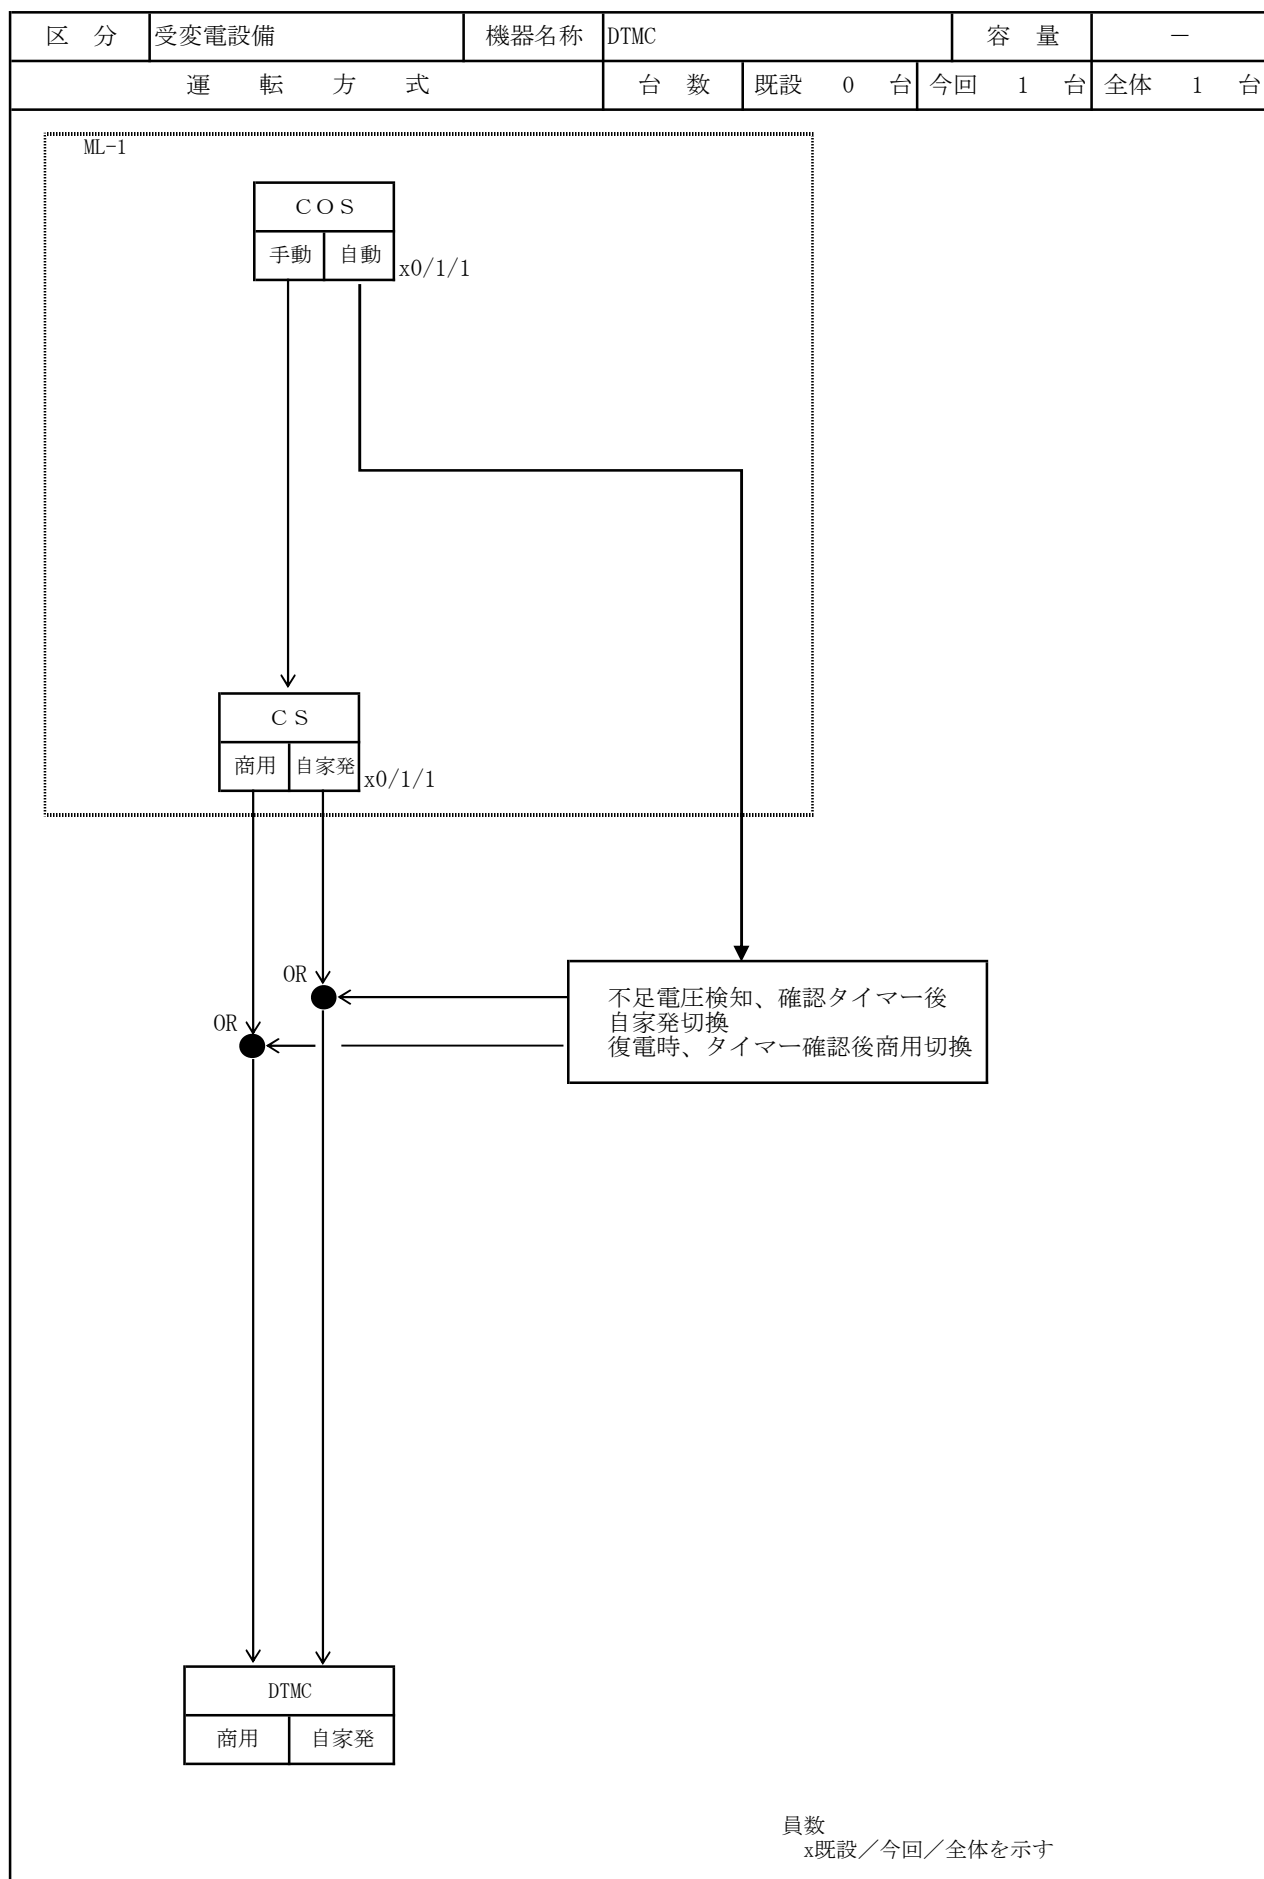 区 分 受変電設備 機器名称 DTMC 容 量 －
運 転 方 式 台 数 既設 0 台 今回 1 台 全体 1 台
ML-1
ＣＯＳ
手動 自動 x0/1/1
ＣＳ
商用 自家発 x0/1/1
OR
OR
不足電圧検知、確認タイマー後
自家発切換
復電時、タイマー確認後商用切換
DTMC
商用 自家発
員数
x既設／今回／全体を示す